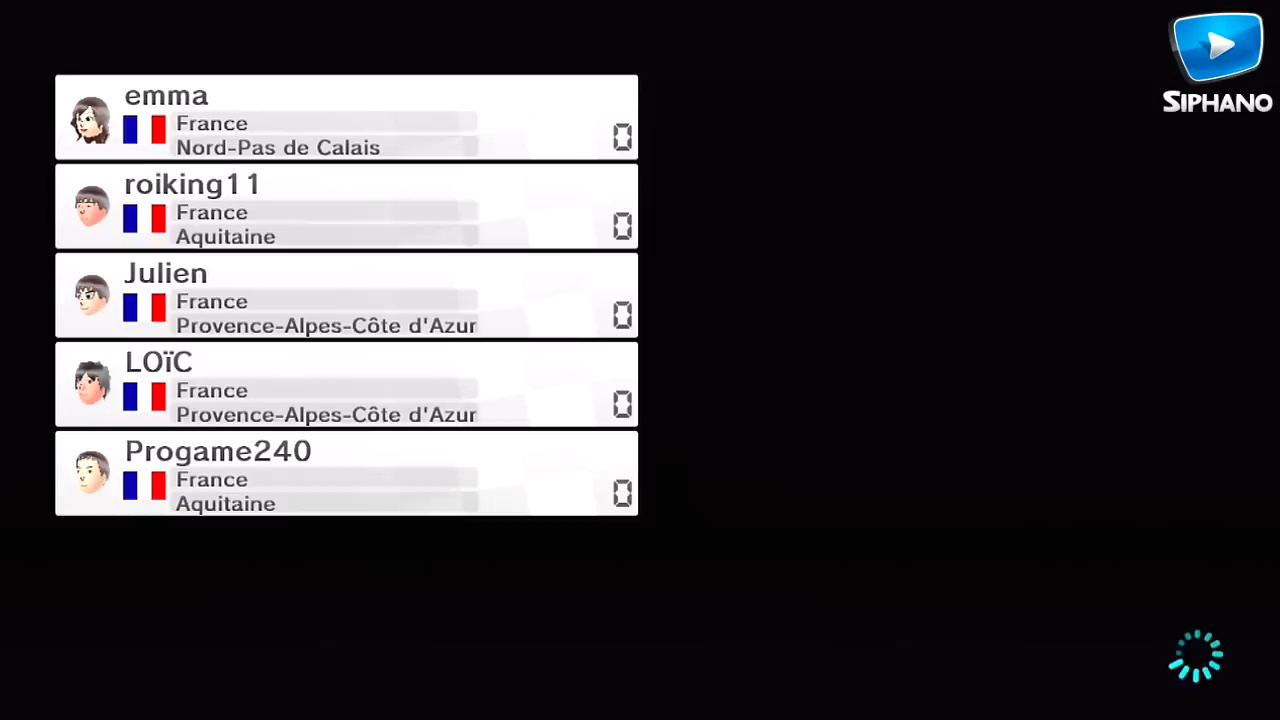 SIPHANO
emma
France
Nord-Pas de Calais
0
roiking11
France
Aquitaine
0
Julien
France
Provence-Alpes-Côte d'Azur
0
LOïC
France
Provence-Alpes-Côte d'Azur
0
Progame240
France
Aquitaine
0